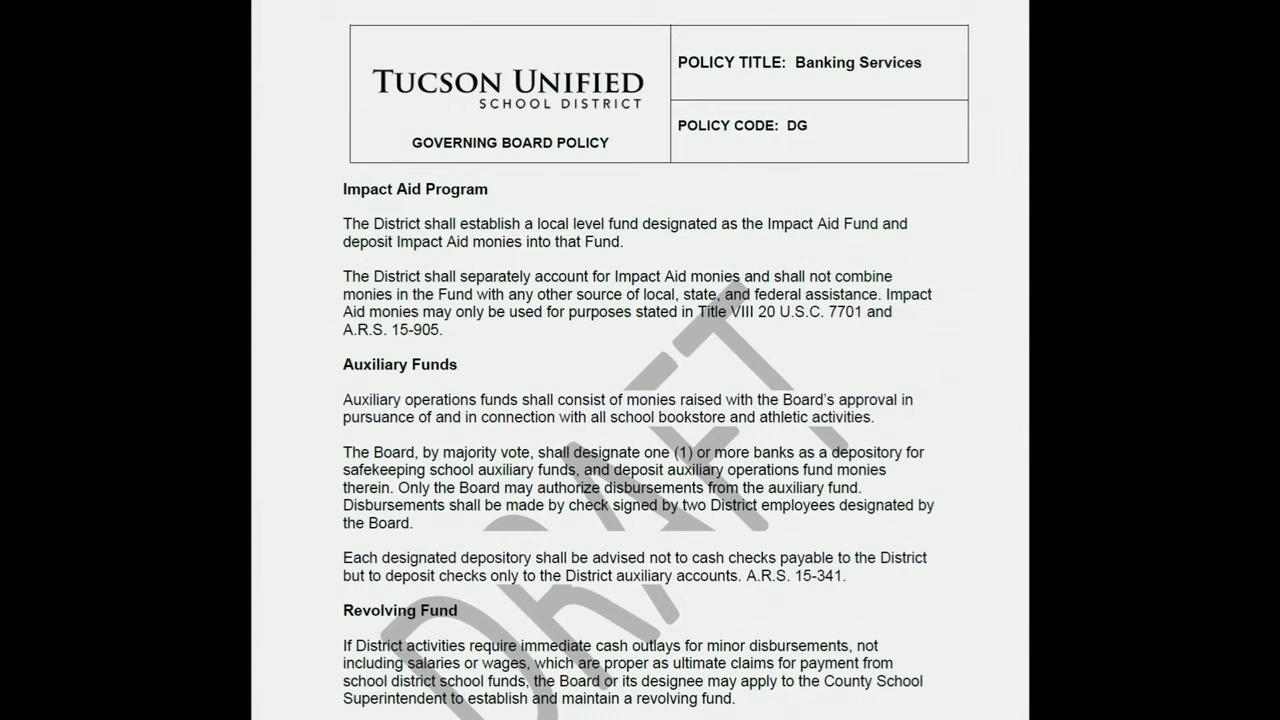 TUCSON UNIFIED
SCHOOL DISTRICT
GOVERNING BOARD POLICY
POLICY TITLE: Banking Services
POLICY CODE: DG
Impact Aid Program
The District shall establish a local level fund designated as the Impact Aid Fund and
deposit Impact Aid monies into that Fund.
The District shall separately account for Impact Aid monies and shall not combine
monies in the Fund with any other source of local, state, and federal assistance. Impact
Aid monies may only be used for purposes stated in Title VIII 20 U.S.C. 7701 and
A.R.S. 15-905.
Auxiliary Funds
Auxiliary operations funds shall consist of monies raised with the Board's approval in
pursuance of and in connection with all school bookstore and athletic activities.
The Board, by majority vote, shall designate one (1) or more banks as a depository for
safekeeping school auxiliary funds, and deposit auxiliary operations fund monies
therein. Only the Board may authorize disbursements from the auxiliary fund.
Disbursements shall be made by check signed by two District employees designated by
the Board.
Each designated depository shall be advised not to cash checks payable to the District
but to deposit checks only to the District auxiliary accounts. A.R.S. 15-341.
Revolving Fund
If District activities require immediate cash outlays for minor disbursements, not
including salaries or wages, which are proper as ultimate claims for payment from
school district school funds, the Board or its designee may apply to the County School
Superintendent to establish and maintain a revolving fund.
DRAFT